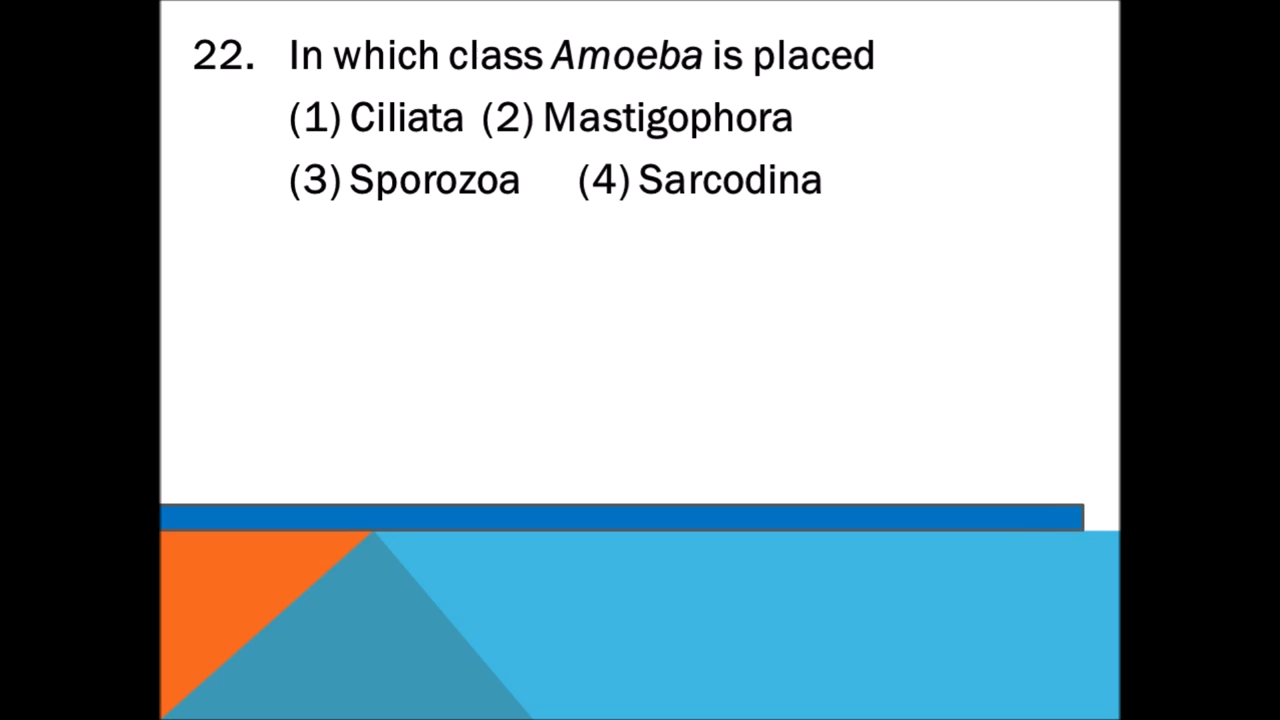 22. In which class Amoeba is placed
(1) Ciliata (2) Mastigophora
(3) Sporozoa (4) Sarcodina